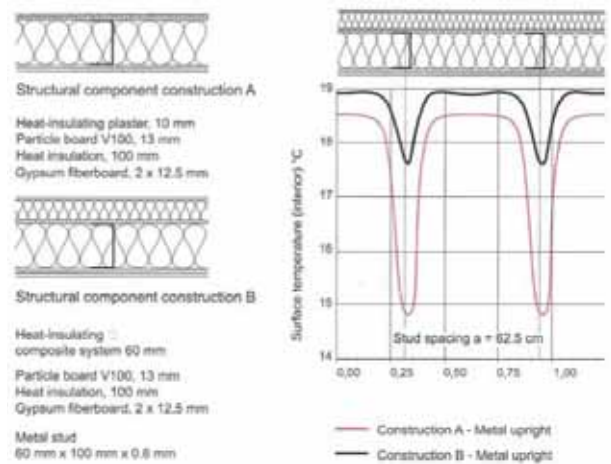 Structural component construction A
Heat-insulating plaster, 10 mm
Particle board V100, 13 mm
Heat insulation, 100 mm
Gypsum fiberboard, 2 x 12.5 mm
Structural component construction B
Heat-insulating
composite system 60 mm
Particle board V100, 13 mm
Heat insulation, 100 mm
Gypsum fiberboard, 2 x 12.5 mm
Metal stud
60 mm x 100 mm x 0.6 mm
Surface temperature (interior) °C
19
18
17
16
15
14
Stud spacing a = 62.5 cm
0,00
0,25
0,50
0,75
1,00
Construction A - Metal upright
Construction B - Metal upright